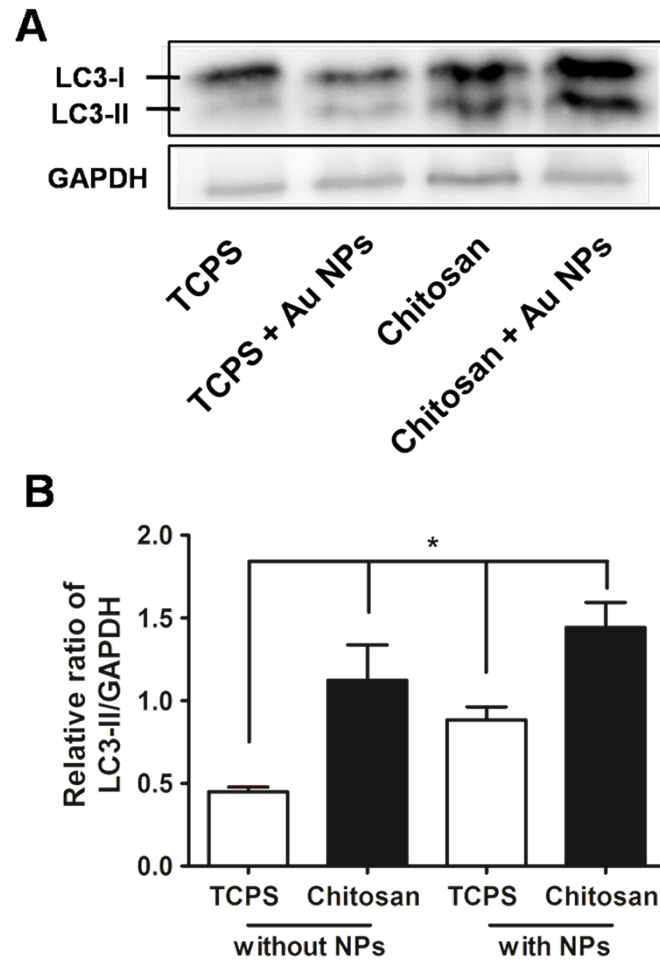 A
LC3-I
LC3-II
GAPDH
TCPS
TCPS + Au NPs
Chitosan
Chitosan + Au NPs
B
Relative ratio of
LC3-II/GAPDH
2.0
1.5
1.0
0.5
0.0
*
TCPS Chitosan TCPS Chitosan
without NPs with NPs